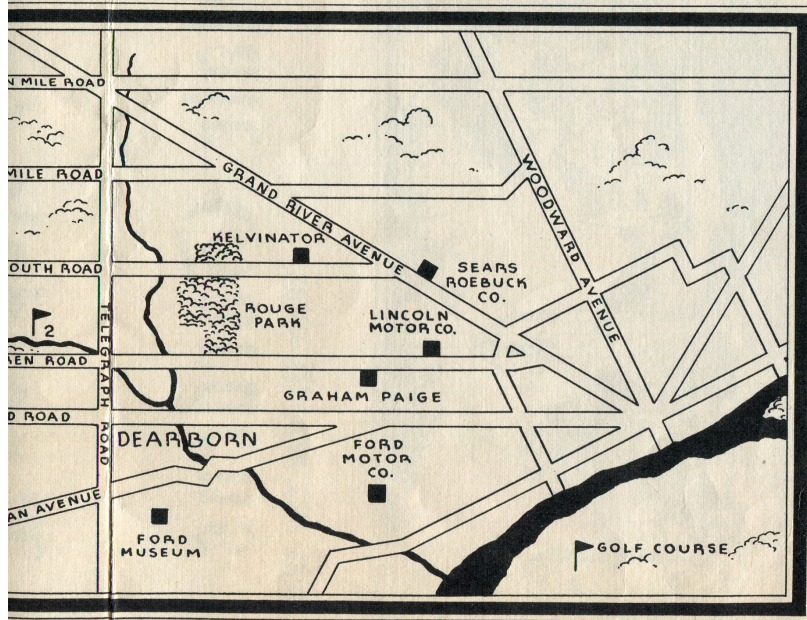 N MILE ROAD
MILE ROAD
GRAND RIVER AVENUE
WOODWARD AVENUE
KELVINATOR
OUTH ROAD
SEARS
ROEBUCK
CO.
ROUGE
PARK
LINCOLN
MOTOR CO.
TELEGRAPH ROAD
2
EN ROAD
GRAHAM PAIGE
D ROAD
DEARBORN
FORD
MOTOR
CO.
AN AVENUE
FORD
MUSEUM
GOLF COURSE